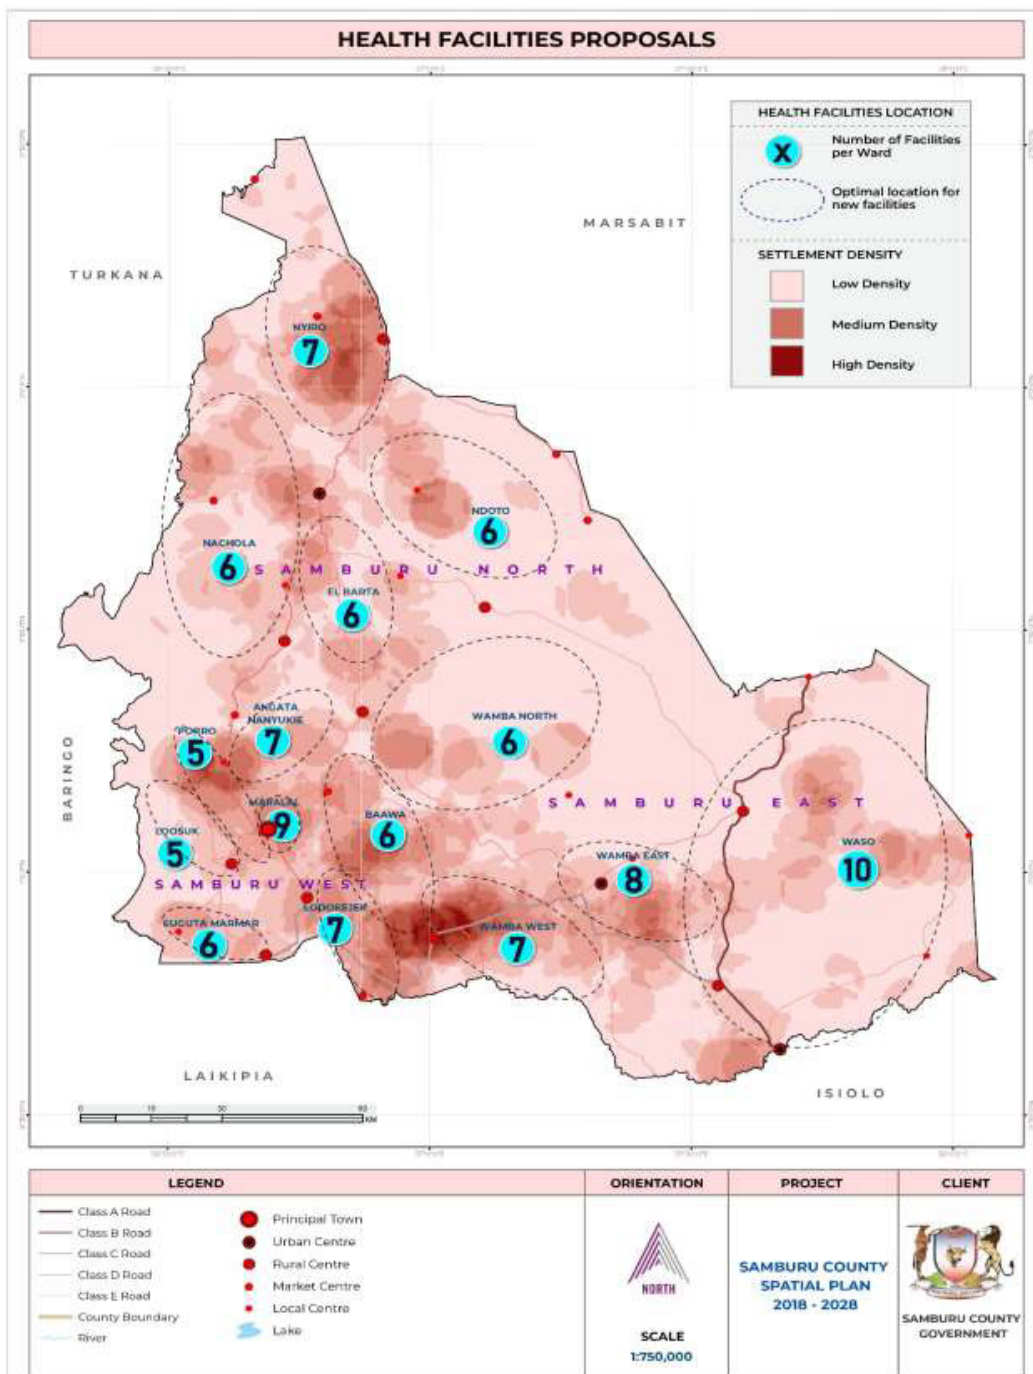 HEALTH FACILITIES PROPOSALS
HEALTH FACILITIES LOCATION
X
Number of Facilities
per Ward
Optimal location for
new facilities
SETTLEMENT DENSITY
Low Density
Medium Density
High Density
MARSABIT
TURKANA
NYIRO
7
NDOTO
6
NACHOLA
6
SAMBURU NORTH
EL BARTA
6
ANGATA
NANYUKIE
7
WAMBA NORTH
6
PORRO
5
BARINGO
SAMBURU EAST
MARALAL
9
BAAWA
6
LOOSUK
5
WAMBA EAST
8
WASO
10
SAMBURU WEST
LODOKEJEK
7
SUGUTA MARMAR
6
WAMBA WEST
7
LAIKIPIA
ISIOLO
KM
LEGEND
Class A Road
Class B Road
Class C Road
Class D Road
Class E Road
County Boundary
River
Principal Town
Urban Centre
Rural Centre
Market Centre
Local Centre
Lake
ORIENTATION
NORTH
SCALE
1:750,000
PROJECT
SAMBURU COUNTY
SPATIAL PLAN
2018 - 2028
CLIENT
SAMBURU COUNTY
GOVERNMENT